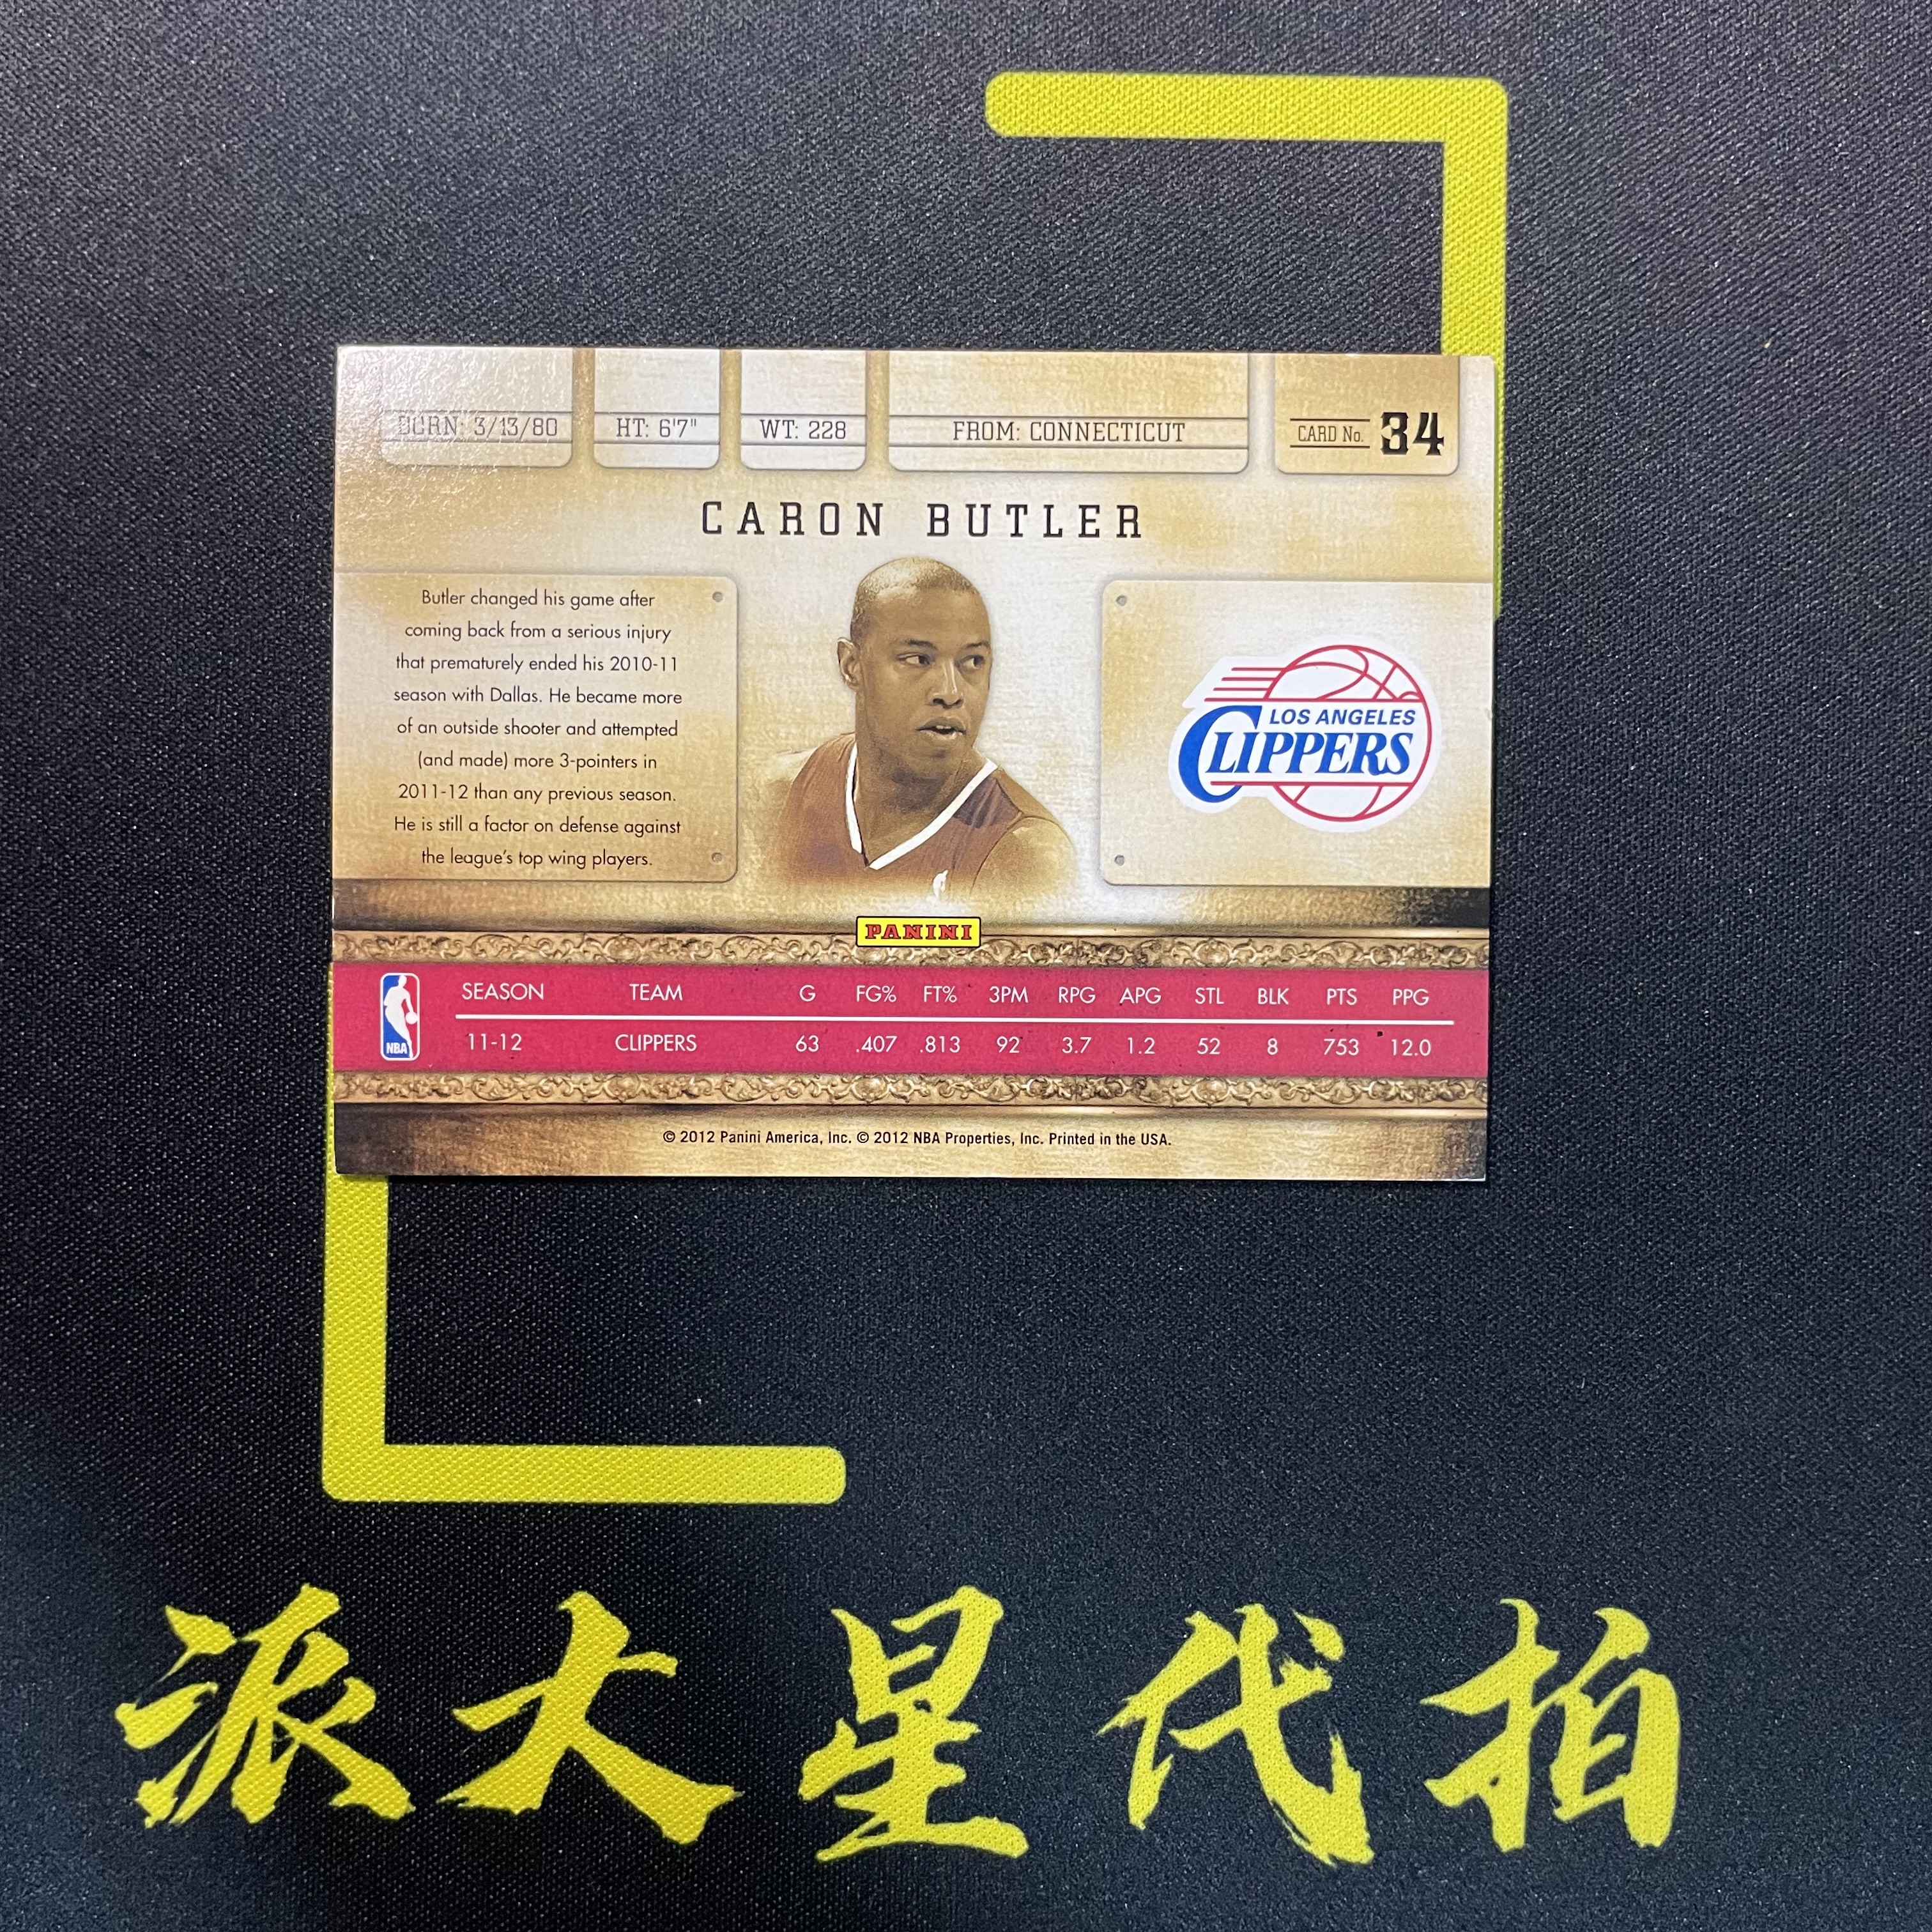 BORN: 3/13/80
HT: 6'7"
WT: 228
FROM: CONNECTICUT
CARD No. 34
CARON BUTLER
Butler changed his game after
coming back from a serious injury
that prematurely ended his 2010-11
season with Dallas. He became more
of an outside shooter and attempted
(and made) more 3-pointers in
2011-12 than any previous season.
He is still a factor on defense against
the league's top wing players.
LOS ANGELES
CLIPPERS
PANINI
NBA
SEASON TEAM G FG% FT% 3PM RPG APG STL BLK PTS PPG
11-12 CLIPPERS 63 .407 .813 92 3.7 1.2 52 8 753 12.0
© 2012 Panini America, Inc. © 2012 NBA Properties, Inc. Printed in the USA.
派大星代拍